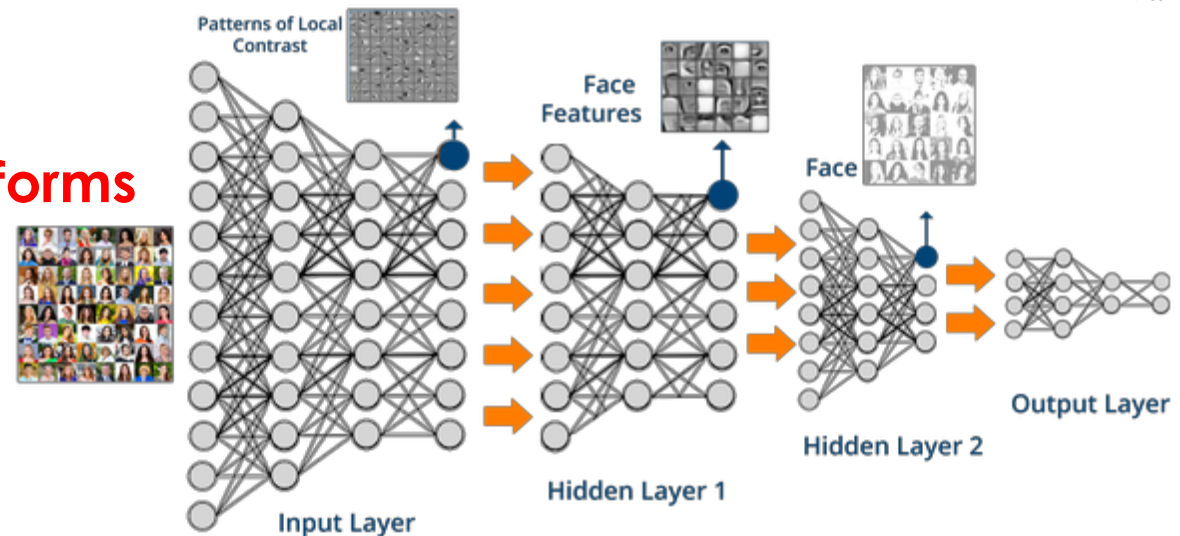 Patterns of Local
Contrast
Face
Features
Face
forms
Input Layer
Hidden Layer 1
Hidden Layer 2
Output Layer